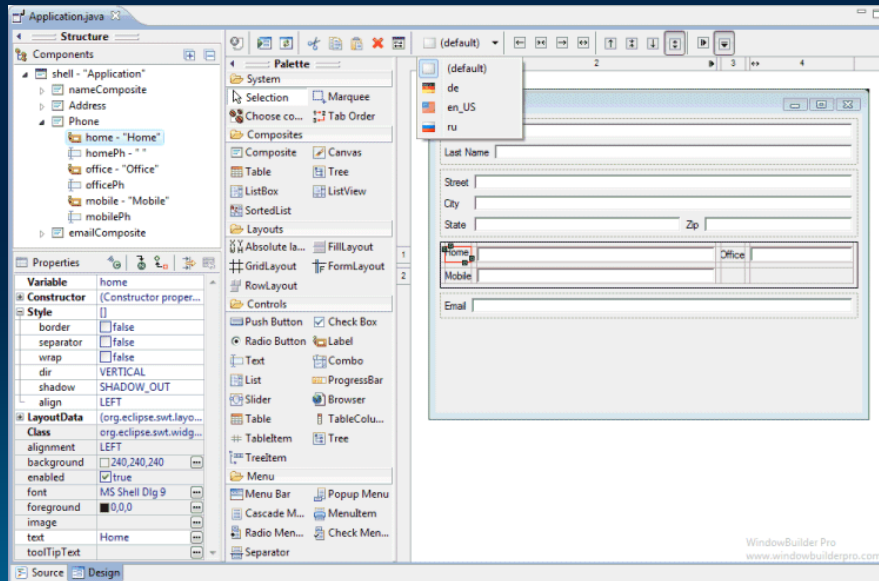 Application.java
Structure
Components
shell - "Application"
nameComposite
Address
Phone
home - "Home"
homePh - " "
office - "Office"
officePh
mobile - "Mobile"
mobilePh
emailComposite
Properties
Variable home
Constructor (Constructor proper...
Style []
border false
separator false
wrap false
dir VERTICAL
shadow SHADOW_OUT
align LEFT
LayoutData (org.eclipse.swt.layo...
Class org.eclipse.swt.widg...
alignment LEFT
background 240,240,240
enabled true
font MS Shell Dlg 9
foreground 0,0,0
image
text Home
toolTipText
Source Design
Palette
System
Selection Marquee
Choose co... Tab Order
Composites
Composite Canvas
Table Tree
ListBox ListView
SortedList
Layouts
Absolute la... FillLayout
GridLayout FormLayout
RowLayout
Controls
Push Button Check Box
Radio Button Label
Text Combo
List ProgressBar
Slider Browser
Table TableColu...
TableItem Tree
TreeItem
Menu
Menu Bar Popup Menu
Cascade M... MenuItem
Radio Men... Check Men...
Separator
(default)
(default)
de
en_US
ru
2 3 4
1
2
Last Name
Street
City
State Zip
Home Office
Mobile
Email
WindowBuilder Pro
www.windowbuilderpro.com